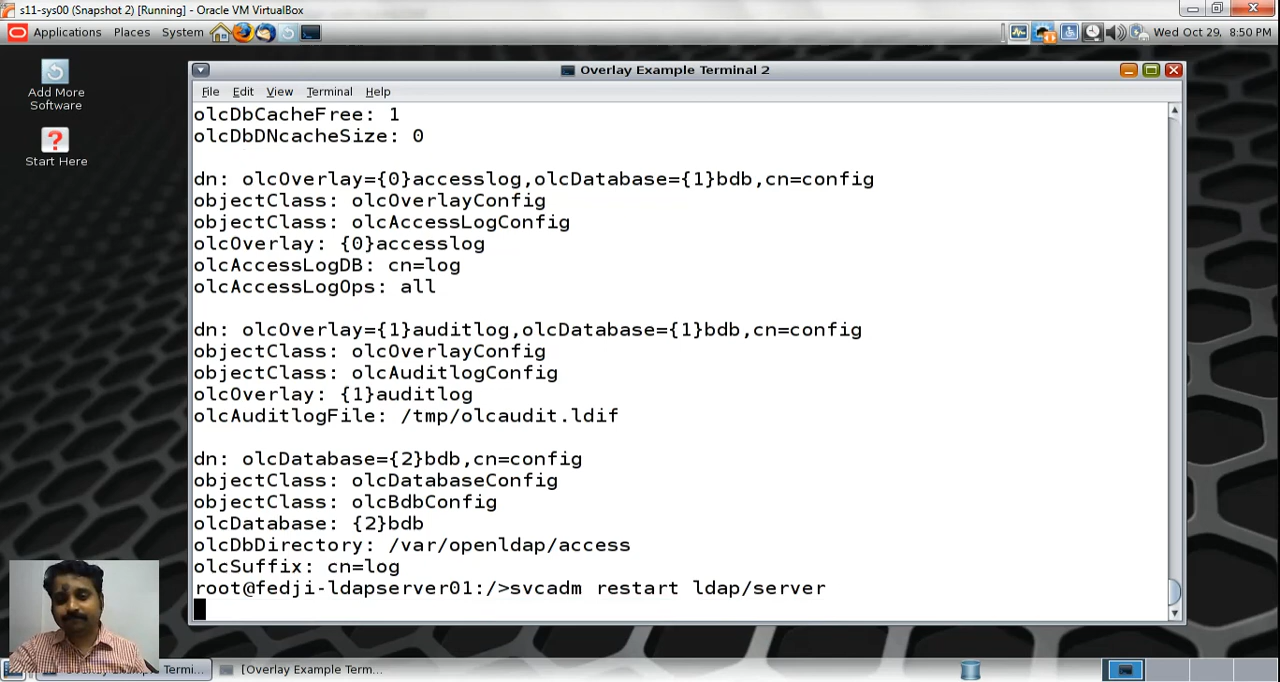 s11-sys00 (Snapshot 2) [Running] - Oracle VM VirtualBox
Applications Places System Wed Oct 29, 8:50 PM
Add More
Software
Start Here
Overlay Example Terminal 2
File Edit View Terminal Help
olcDbCacheFree: 1
olcDbDNcacheSize: 0
dn: olcOverlay={0}accesslog,olcDatabase={1}bdb,cn=config
objectClass: olcOverlayConfig
objectClass: olcAccessLogConfig
olcOverlay: {0}accesslog
olcAccessLogDB: cn=log
olcAccessLogOps: all
dn: olcOverlay={1}auditlog,olcDatabase={1}bdb,cn=config
objectClass: olcOverlayConfig
objectClass: olcAuditlogConfig
olcOverlay: {1}auditlog
olcAuditlogFile: /tmp/olcaudit.ldif
dn: olcDatabase={2}bdb,cn=config
objectClass: olcDatabaseConfig
objectClass: olcBdbConfig
olcDatabase: {2}bdb
olcDbDirectory: /var/openldap/access
olcSuffix: cn=log
root@fedji-ldapserver01:/>svcadm restart ldap/server
Example Termi... [Overlay Example Term...